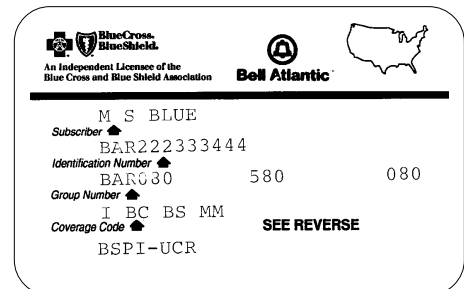 BlueCross.
BlueShield.
An Independent Licensee of the
Blue Cross and Blue Shield Association
Bell Atlantic
M S BLUE
Subscriber
BAR222333444
Identification Number
BAR080 580 080
Group Number
I BC BS MM
Coverage Code SEE REVERSE
BSPI-UCR